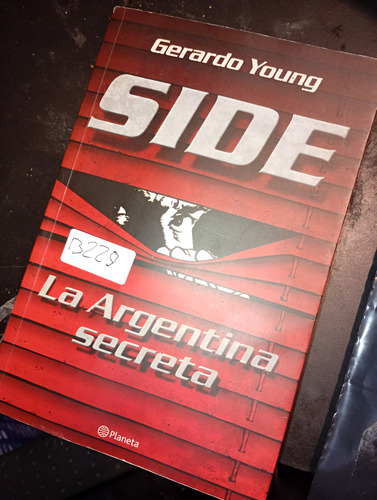 Gerardo Young
SIDE
B229
La Argentina
secreta
Planeta